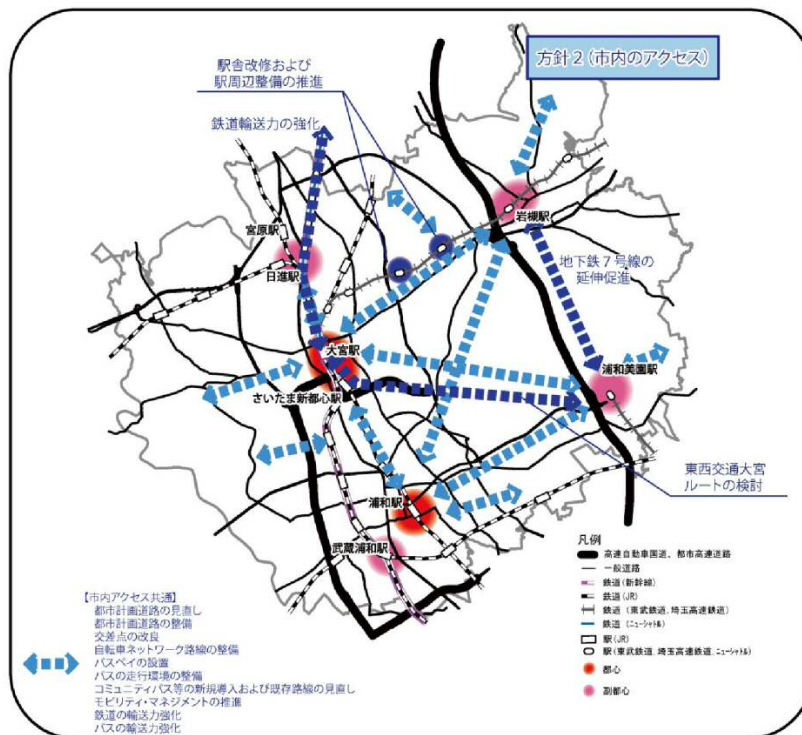 方針2(市内のアクセス)
駅舎改修および
駅周辺整備の推進
鉄道輸送力の強化
宮原駅
日進駅
岩槻駅
地下鉄7号線の
延伸促進
大宮駅
さいたま新都心駅
浦和美園駅
東西交通大宮
ルートの検討
浦和駅
武蔵浦和駅
凡例
高速自動車国道、都市高速道路
一般道路
鉄道(新幹線)
鉄道(JR)
鉄道(東武鉄道、埼玉高速鉄道)
鉄道(ニューシャトル)
駅(JR)
駅(東武鉄道、埼玉高速鉄道、ニューシャトル)
都心
副都心
【市内アクセス共通】
都市計画道路の見直し
都市計画道路の整備
交差点の改良
自転車ネットワーク路線の整備
バスベイの設置
バスの走行環境の整備
コミュニティバス等の新規導入および既存路線の見直し
モビリティ・マネジメントの推進
鉄道の輸送力強化
バスの輸送力強化